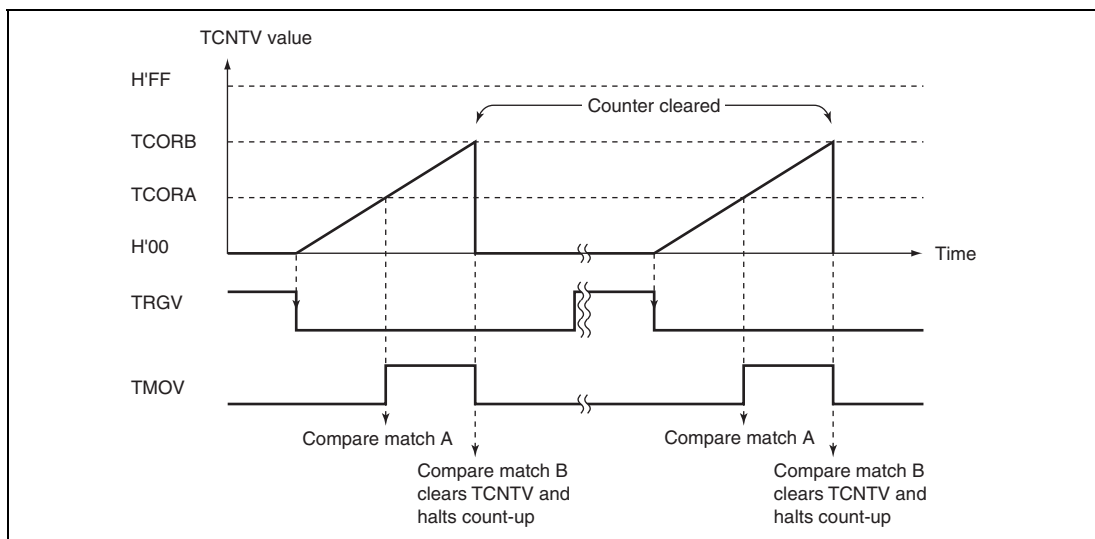 TCNTV value
H'FF
Counter cleared
TCORB
TCORA
H'00
Time
TRGV
TMOV
Compare match A
Compare match A
Compare match B
clears TCNTV and
halts count-up
Compare match B
clears TCNTV and
halts count-up